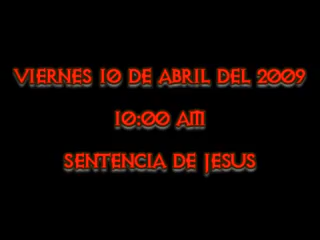 VIERNES 10 DE ABRIL DEL 2009
10:00 AM
SENTENCIA DE JESUS